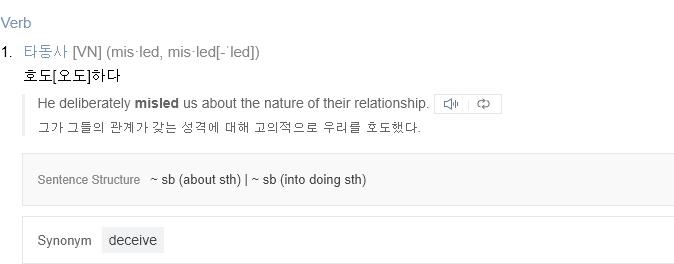 Verb
1. 타동사 [VN] (mis·led, mis·led[-ˈled])
호도[오도]하다
He deliberately misled us about the nature of their relationship.
그가 그들의 관계가 갖는 성격에 대해 고의적으로 우리를 호도했다.
Sentence Structure ~ sb (about sth) | ~ sb (into doing sth)
Synonym deceive